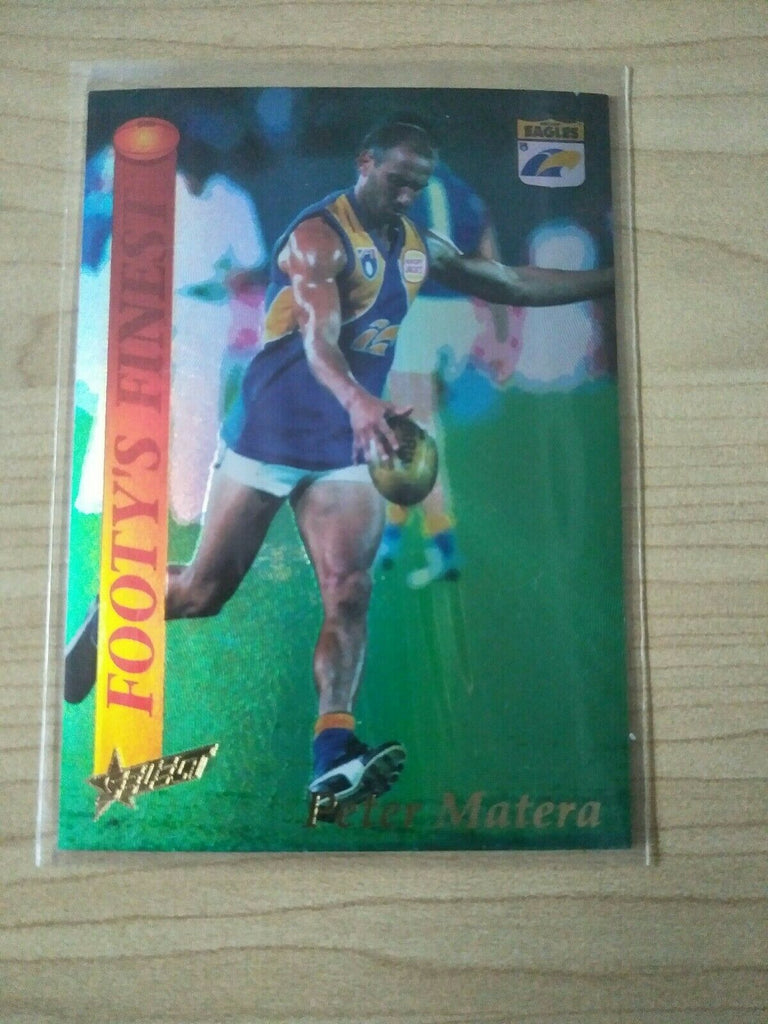 EAGLES
FOOTY'S FINEST
SELECT
Peter Matera